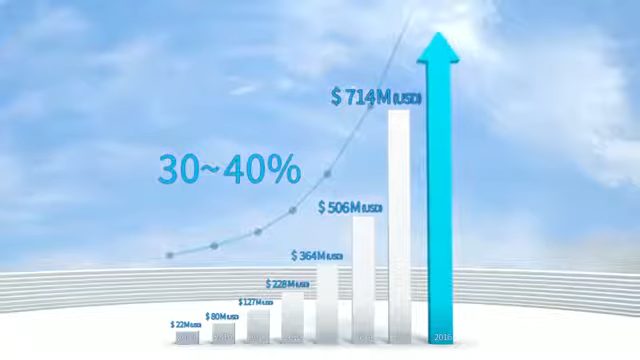 $ 714M (USD)
30~40%
$ 506M (USD)
$ 364M (USD)
$ 228M (USD)
$ 127M (USD)
$ 80M (USD)
$ 22M (USD)
2016